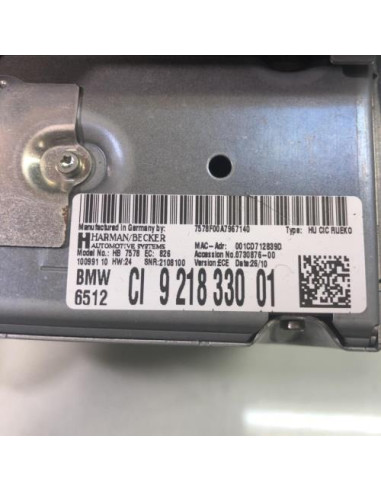 Manufactured in Germany by: 7578F00A7967140 Type: HU CIC RUEKO
HARMAN/BECKER
AUTOMOTIVE SYSTEMS MAC-Adr: 001CD712B39D
Model No.: HB 7578 EC: 826 Accession No.6730876-00
100991 10 HW:24 SNR:2108100 Version:ECE Date:26/10
BMW
6512 CI 9 218 330 01